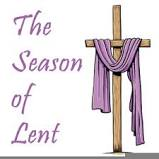 The
Season
of
Lent